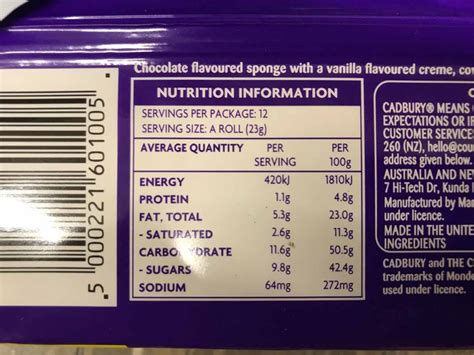 Chocolate flavoured sponge with a vanilla flavoured creme, cov
NUTRITION INFORMATION
SERVINGS PER PACKAGE: 12
SERVING SIZE: A ROLL (23g)
AVERAGE QUANTITY PER SERVING PER 100g
ENERGY 420kJ 1810kJ
PROTEIN 1.1g 4.8g
FAT, TOTAL 5.3g 23.0g
- SATURATED 2.6g 11.3g
CARBOHYDRATE 11.6g 50.5g
- SUGARS 9.8g 42.4g
SODIUM 64mg 272mg
CADBURY® MEANS
EXPECTATIONS OR IF
CUSTOMER SERVICE
260 (NZ), hello@cou
address given below.
AUSTRALIA AND NE
7 Hi-Tech Dr, Kunda
Manufactured by Ma
under licence.
MADE IN THE UNITE
INGREDIENTS
CADBURY and THE C
trademarks of Monde
used under licence.
5 000221 601005